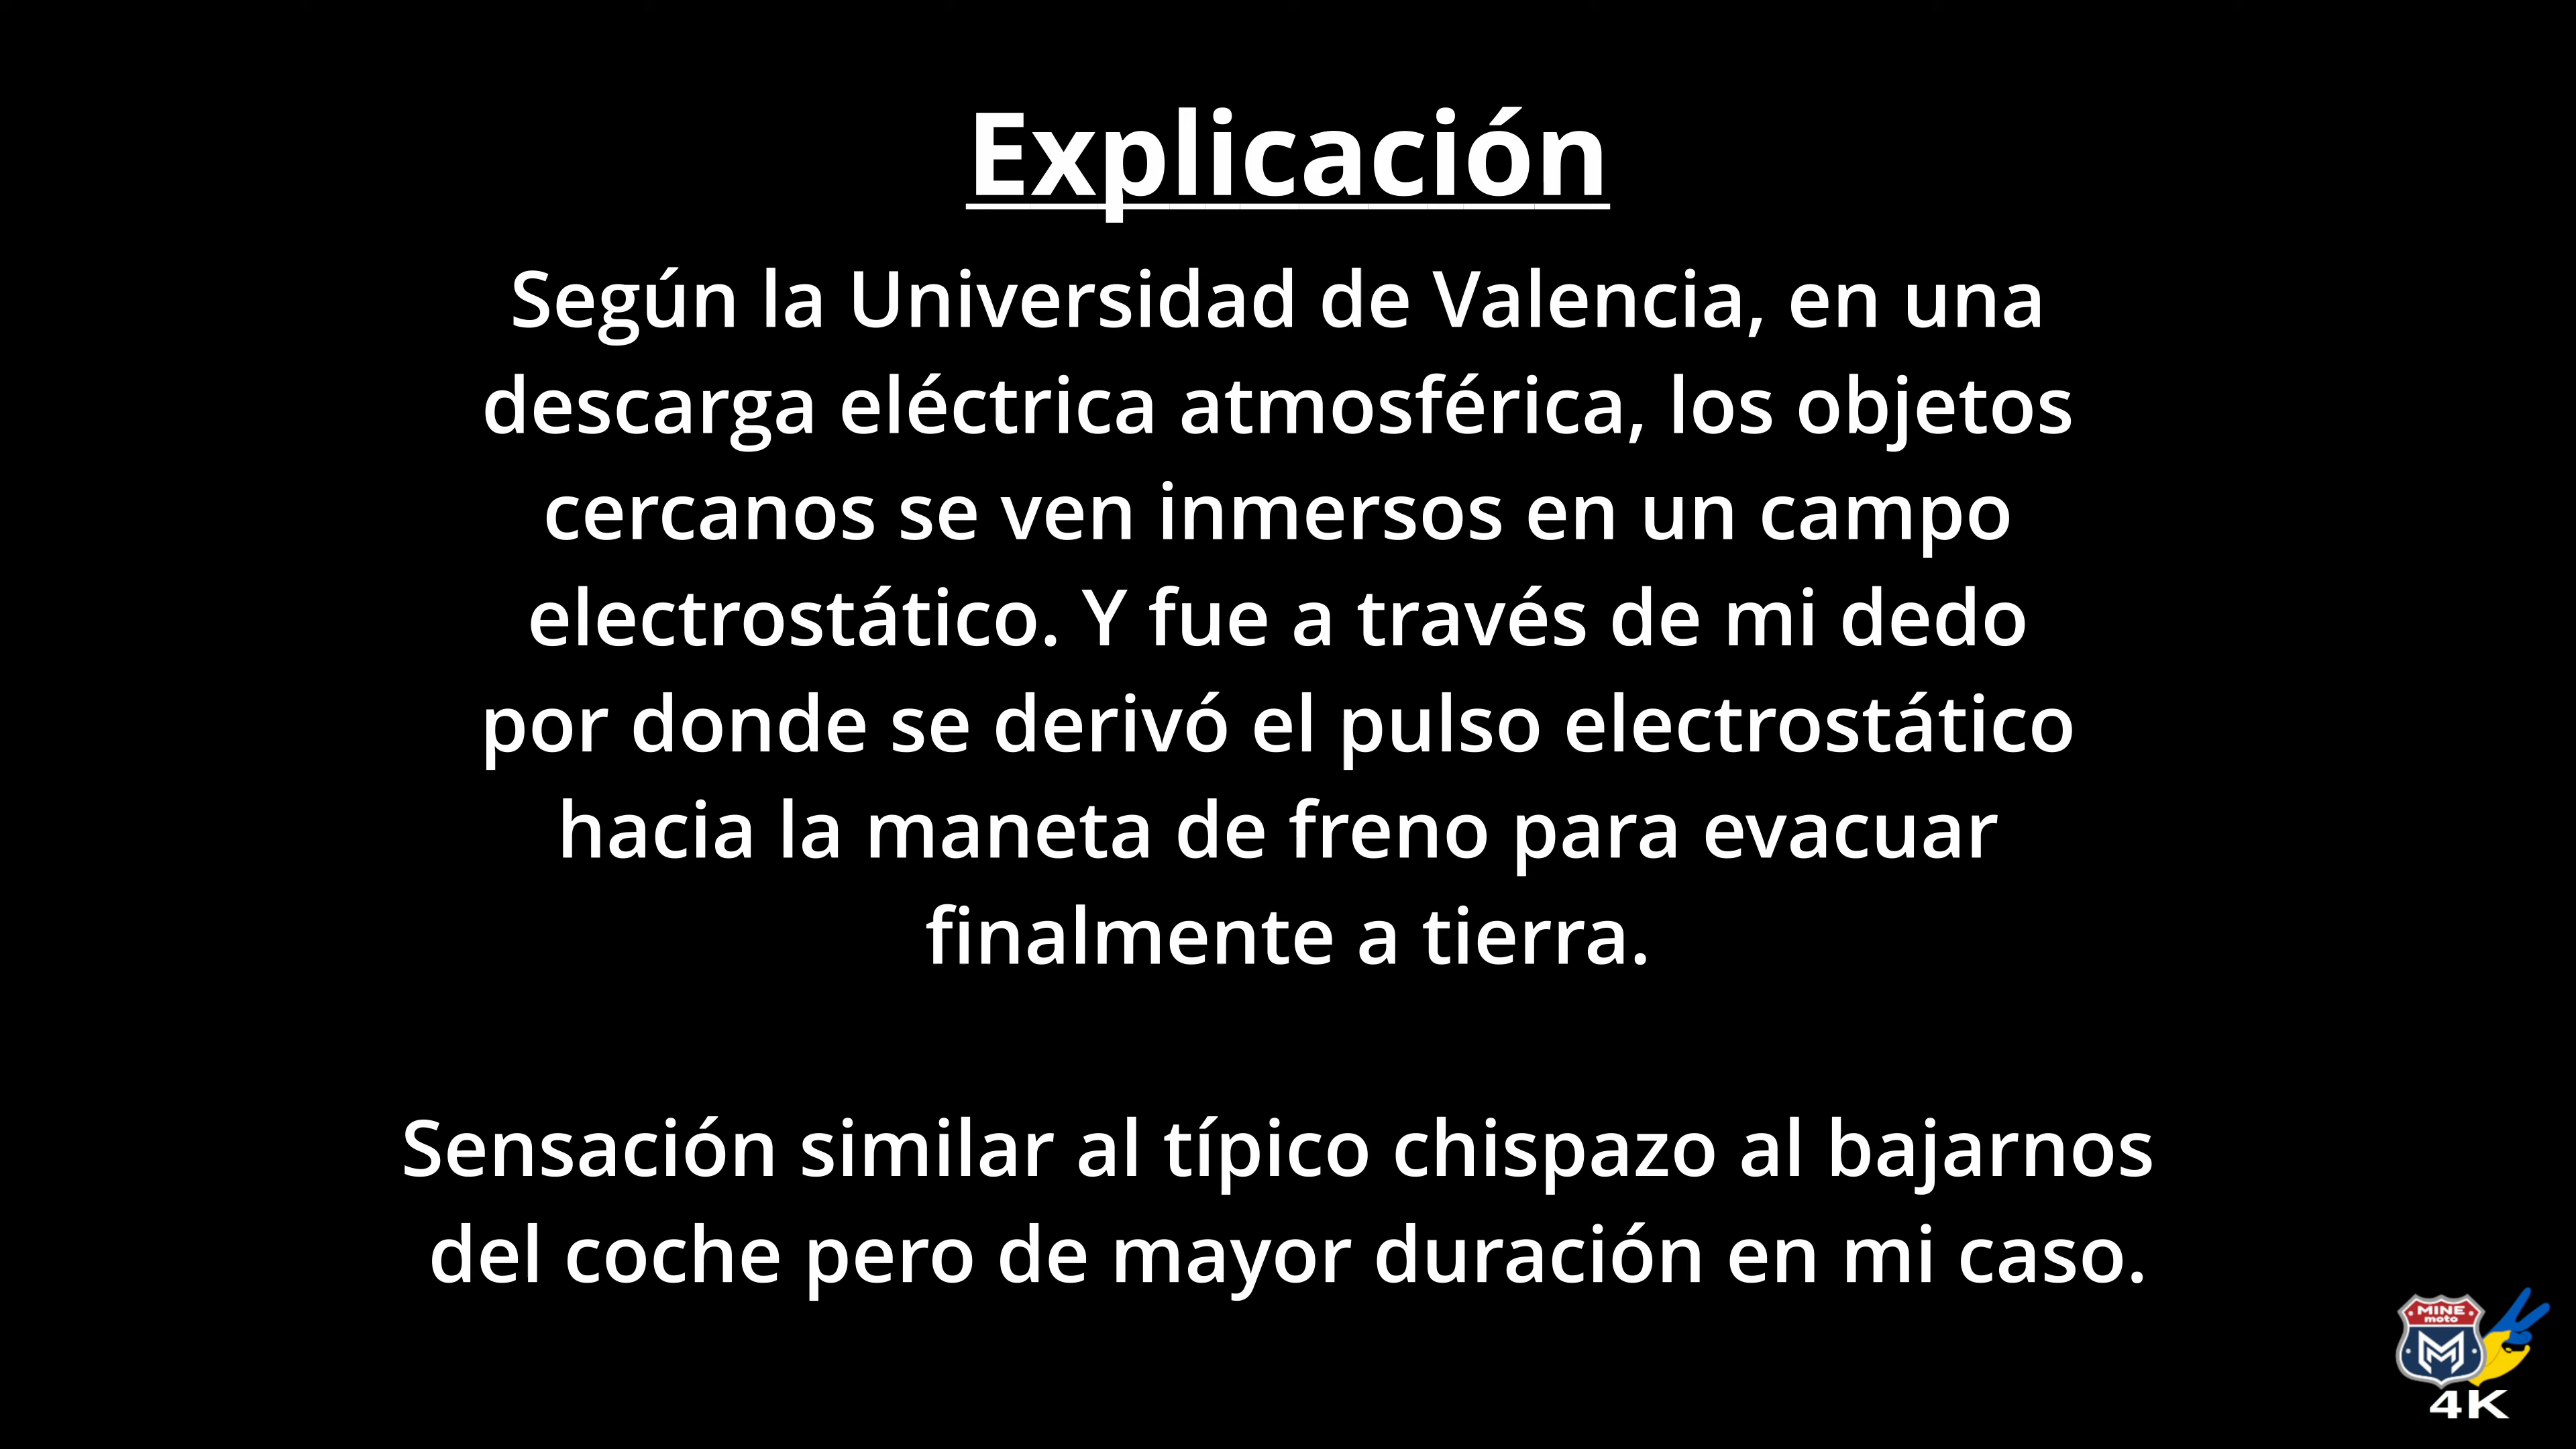 Explicación
Según la Universidad de Valencia, en una
descarga eléctrica atmosférica, los objetos
cercanos se ven inmersos en un campo
electrostático. Y fue a través de mi dedo
por donde se derivó el pulso electrostático
hacia la maneta de freno para evacuar
finalmente a tierra.
Sensación similar al típico chispazo al bajarnos
del coche pero de mayor duración en mi caso.
MINE
moto
4K